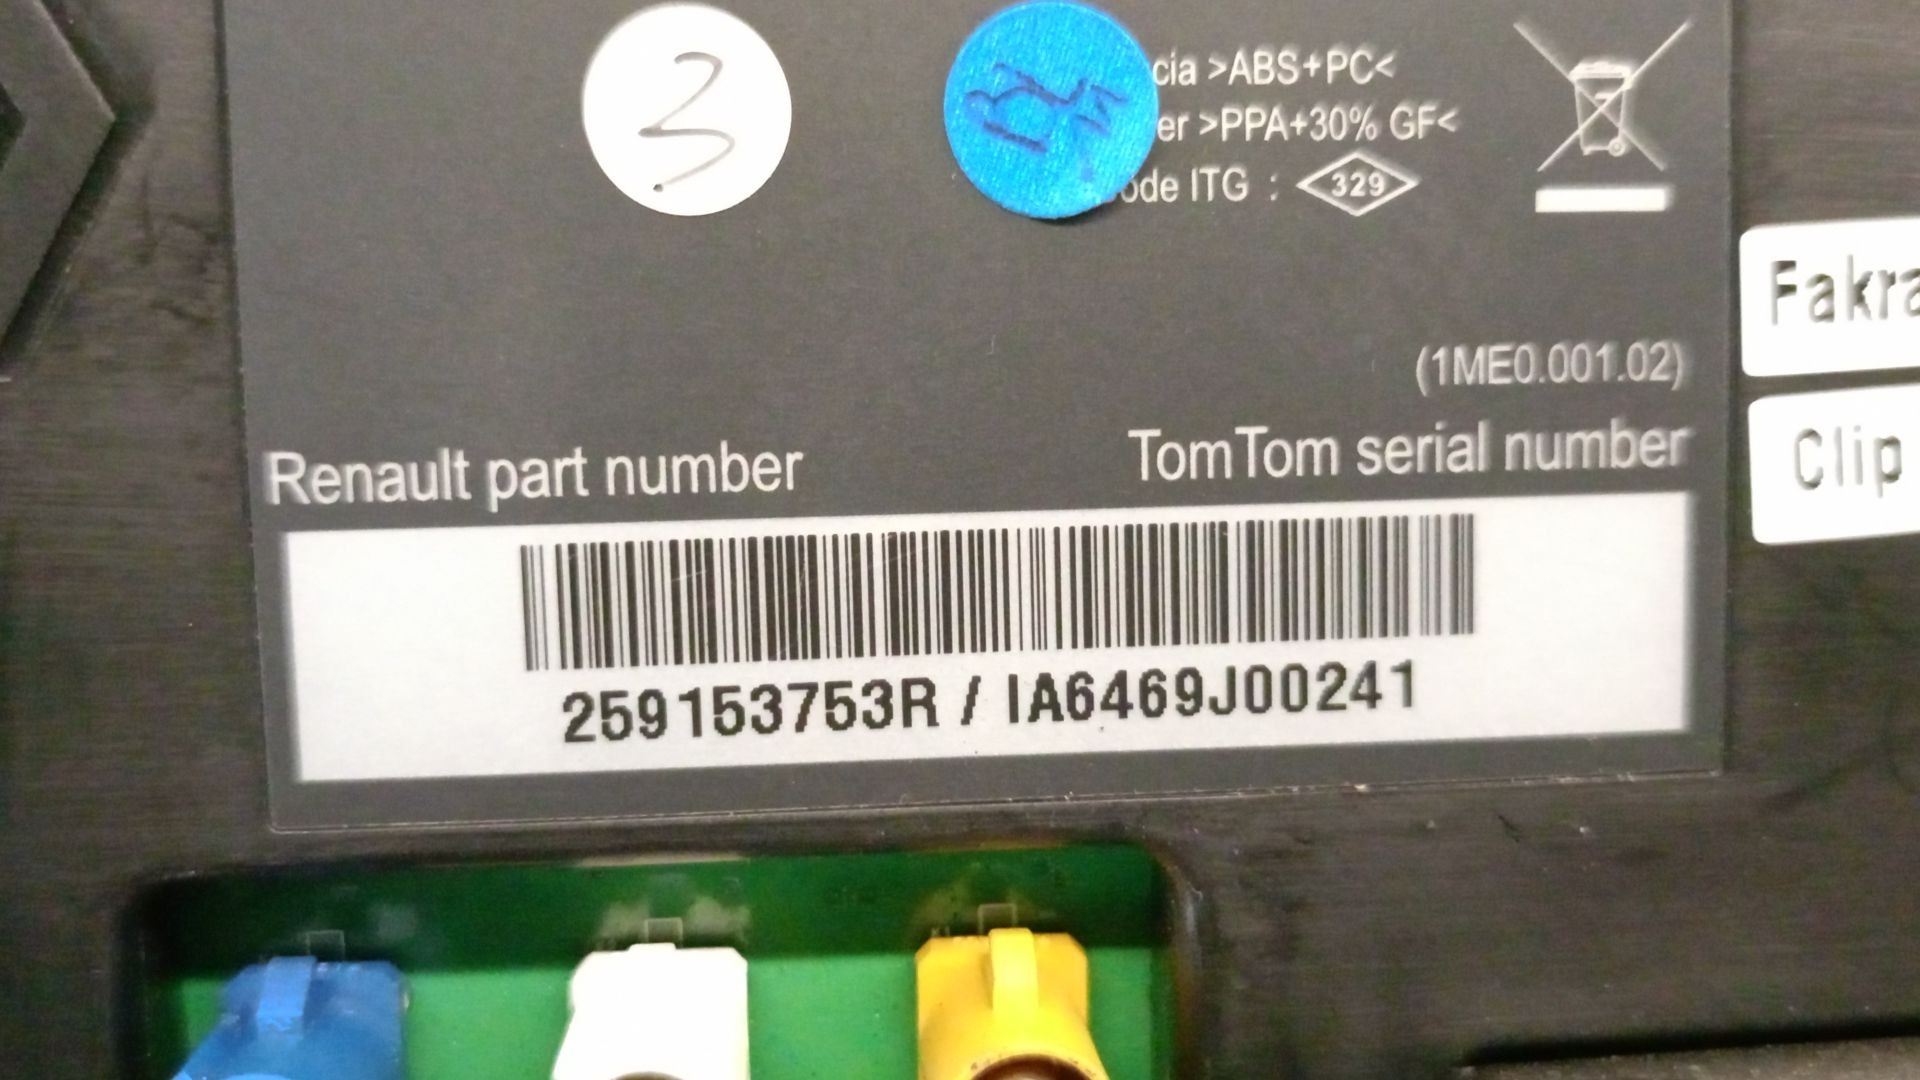 3
cia >ABS+PC<
er >PPA+30% GF<
ode ITG : 329
Fakra
(1ME0.001.02)
Clip
Renault part number
TomTom serial number
259153753R / IA6469J00241